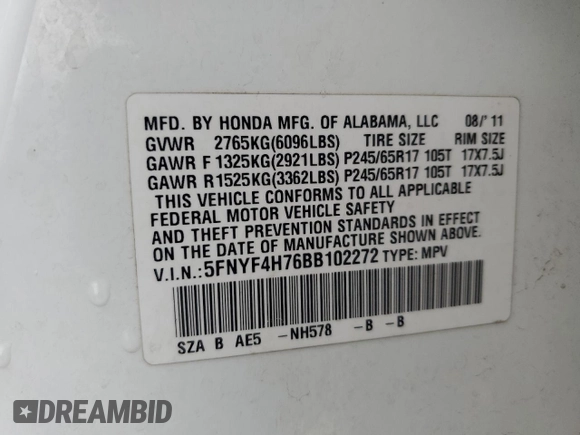 MFD. BY HONDA MFG. OF ALABAMA, LLC 08/'11
GVWR 2765KG(6096LBS) TIRE SIZE RIM SIZE
GAWR F 1325KG(2921LBS) P245/65R17 105T 17X7.5J
GAWR R 1525KG(3362LBS) P245/65R17 105T 17X7.5J
THIS VEHICLE CONFORMS TO ALL APPLICABLE
FEDERAL MOTOR VEHICLE SAFETY
AND THEFT PREVENTION STANDARDS IN EFFECT
ON THE DATE OF MANUFACTURE SHOWN ABOVE.
V.I.N.: 5FNYF4H76BB102272 TYPE: MPV
SZA B AE5 -NH578 -B -B
DREAMBID